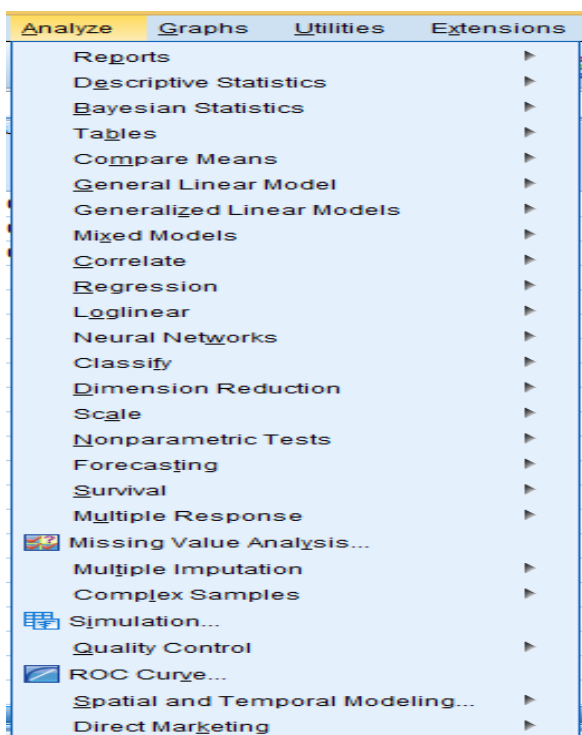 Analyze Graphs Utilities Extensions
Reports
Descriptive Statistics
Bayesian Statistics
Tables
Compare Means
General Linear Model
Generalized Linear Models
Mixed Models
Correlate
Regression
Loglinear
Neural Networks
Classify
Dimension Reduction
Scale
Nonparametric Tests
Forecasting
Survival
Multiple Response
Missing Value Analysis...
Multiple Imputation
Complex Samples
Simulation...
Quality Control
ROC Curve...
Spatial and Temporal Modeling...
Direct Marketing